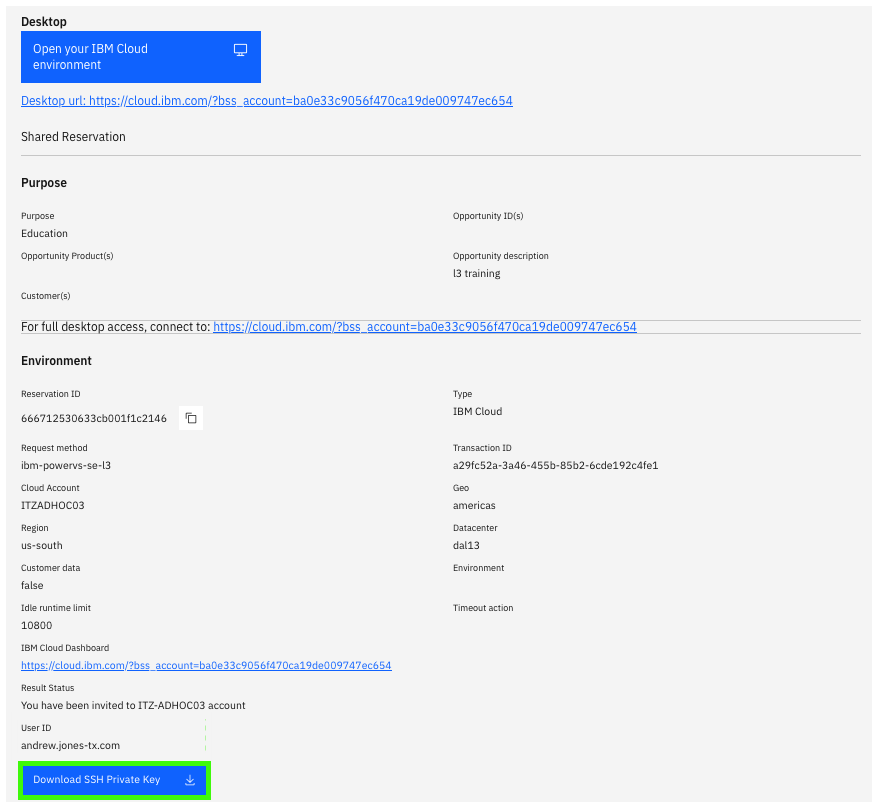 Desktop
Open your IBM Cloud
environment
Desktop url: https://cloud.ibm.com/?bss_account=ba0e33c9056f470ca19de009747ec654
Shared Reservation
Purpose
Purpose
Opportunity ID(s)
Education
Opportunity Product(s)
Opportunity description
l3 training
Customer(s)
For full desktop access, connect to: https://cloud.ibm.com/?bss_account=ba0e33c9056f470ca19de009747ec654
Environment
Reservation ID
Type
666712530633cb001f1c2146
IBM Cloud
Request method
Transaction ID
ibm-powervs-se-l3
a29fc52a-3a46-455b-85b2-6cde192c4fe1
Cloud Account
Geo
ITZADHOC03
americas
Region
Datacenter
us-south
dal13
Customer data
Environment
false
Idle runtime limit
Timeout action
10800
IBM Cloud Dashboard
https://cloud.ibm.com/?bss_account=ba0e33c9056f470ca19de009747ec654
Result Status
You have been invited to ITZ-ADHOC03 account
User ID
andrew.jones-tx.com
Download SSH Private Key